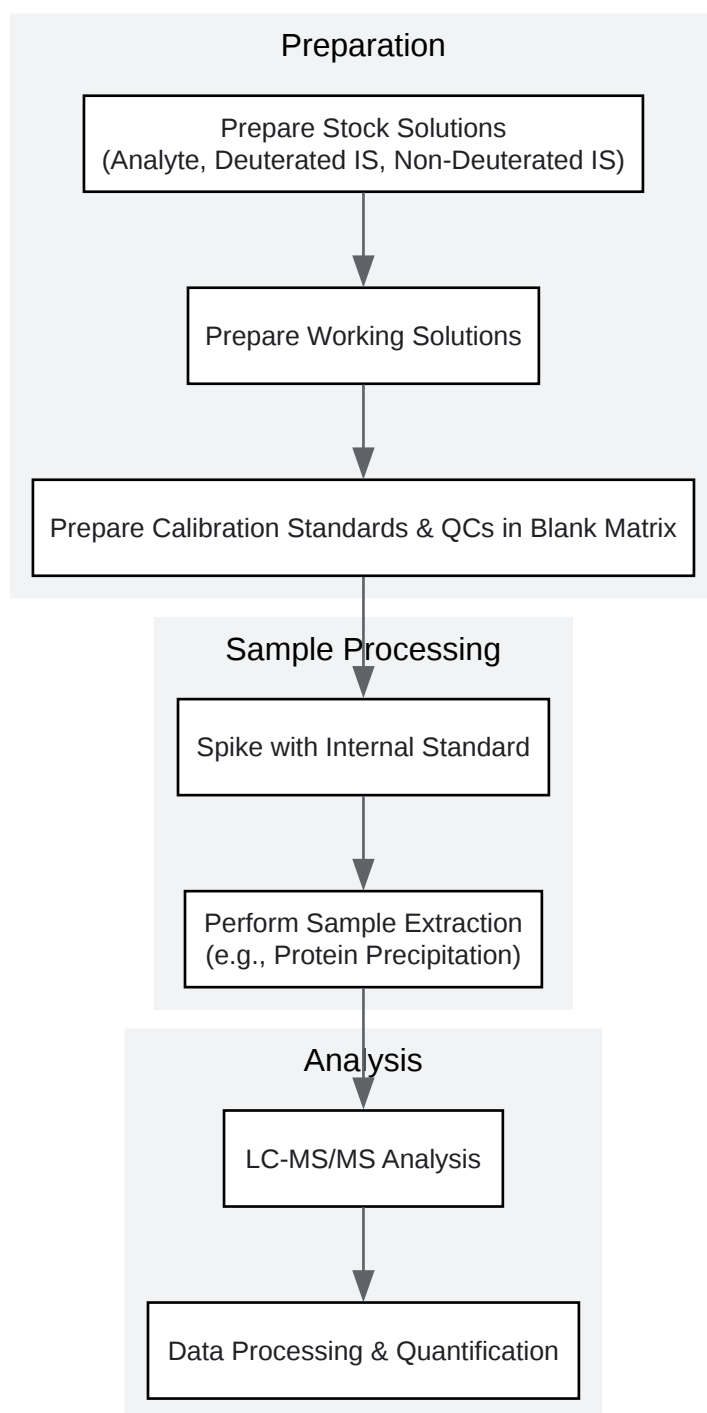 Preparation
Prepare Stock Solutions
(Analyte, Deuterated IS, Non-Deuterated IS)
Prepare Working Solutions
Prepare Calibration Standards & QCs in Blank Matrix
Sample Processing
Spike with Internal Standard
Perform Sample Extraction
(e.g., Protein Precipitation)
Analysis
LC-MS/MS Analysis
Data Processing & Quantification